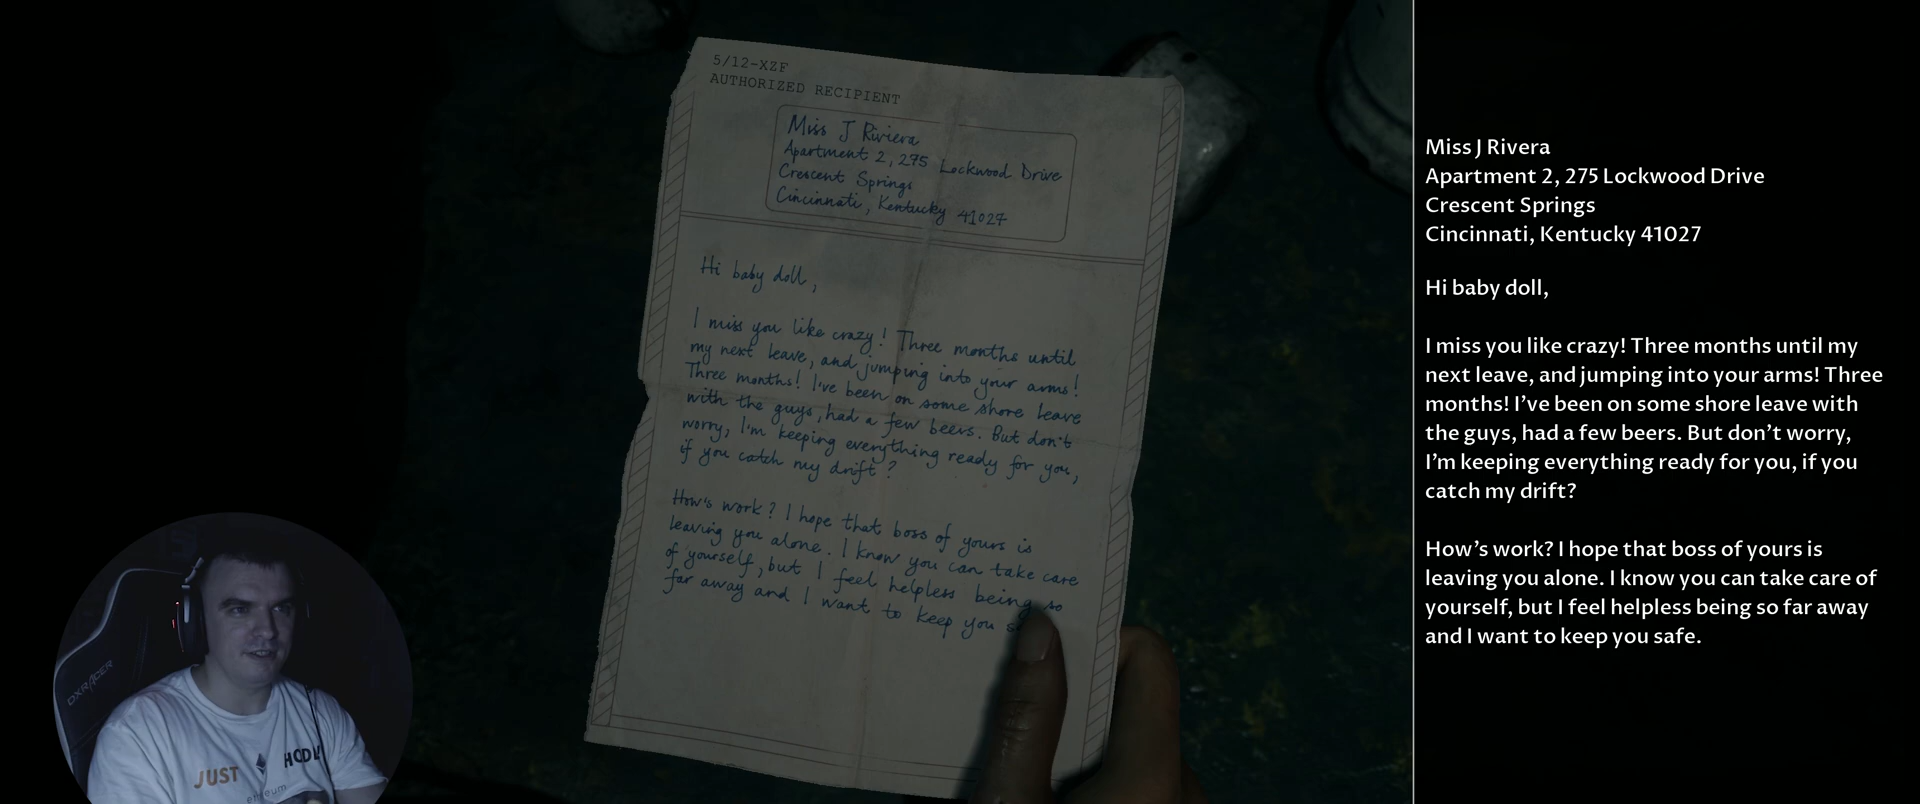 5/12-XZF
AUTHORIZED RECIPIENT
Miss J Riviera
Apartment 2, 275 Lockwood Drive
Crescent Springs
Cincinnati, Kentucky 41027
Hi baby doll,
I miss you like crazy! Three months until
my next leave, and jumping into your arms!
Three months! I've been on some shore leave
with the guys, had a few beers. But don't
worry, I'm keeping everything ready for you,
if you catch my drift?
How's work? I hope that boss of yours is
leaving you alone. I know you can take care
of yourself, but I feel helpless being so
far away and I want to keep you s
Miss J Rivera
Apartment 2, 275 Lockwood Drive
Crescent Springs
Cincinnati, Kentucky 41027
Hi baby doll,
I miss you like crazy! Three months until my
next leave, and jumping into your arms! Three
months! I've been on some shore leave with
the guys, had a few beers. But don't worry,
I'm keeping everything ready for you, if you
catch my drift?
How's work? I hope that boss of yours is
leaving you alone. I know you can take care of
yourself, but I feel helpless being so far away
and I want to keep you safe.
DXRACER
JUST HODL
ethereum